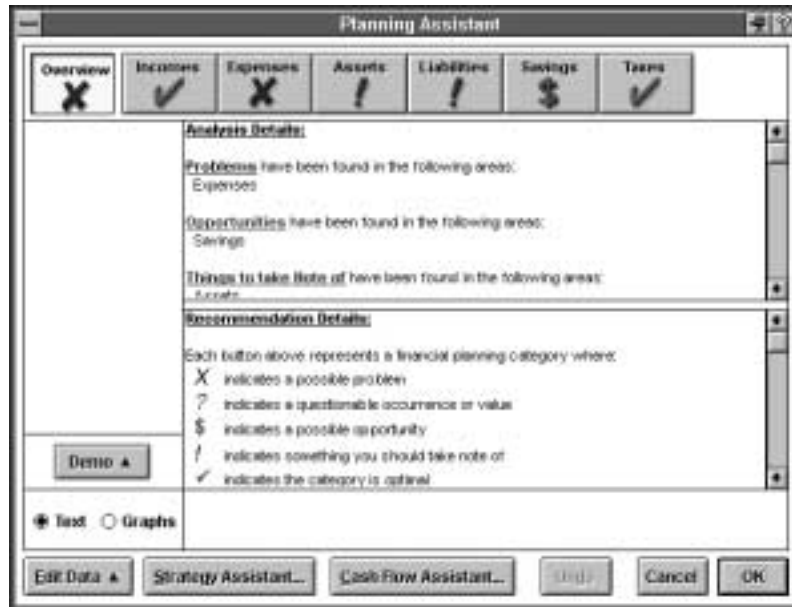 Planning Assistant
Overview Incomes Expenses Assets Liabilities Savings Taxes
Analysis Details:
Problems have been found in the following areas:
Expenses
Opportunities have been found in the following areas:
Savings
Things to take Note of have been found in the following areas:
Assets
Recommendation Details:
Each button above represents a financial planning category where:
X indicates a possible problem
? indicates a questionable occurrence or value
$ indicates a possible opportunity
! indicates something you should take note of
✓ indicates the category is optimal
Demo ▲
Text Graphs
Edit Data ▲ Strategy Assistant... Cash Flow Assistant... Undo Cancel OK